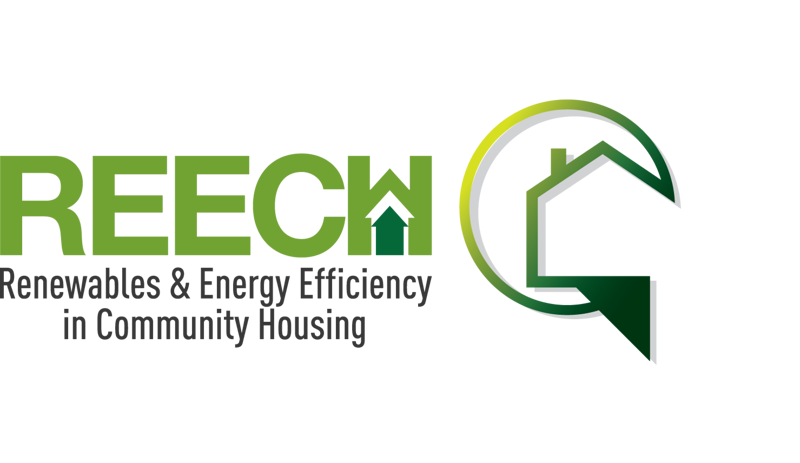 REECH
Renewables & Energy Efficiency
in Community Housing